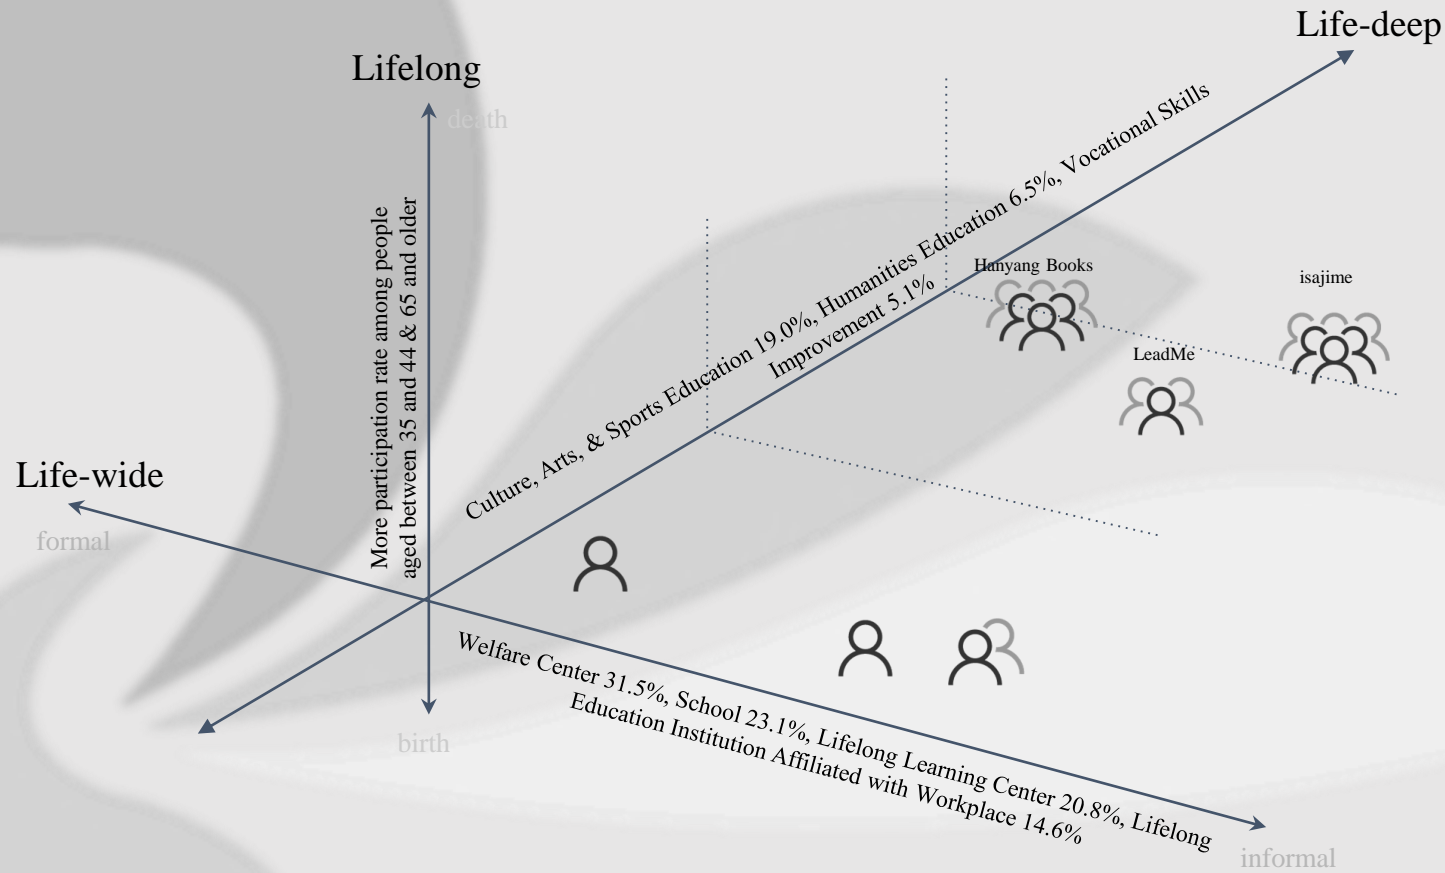 Life-deep
Lifelong
death
More participation rate among people
aged between 35 and 44 & 65 and older
Culture, Arts, & Sports Education 19.0%, Humanities Education 6.5%, Vocational Skills
Improvement 5.1%
Hanyang Books
isajime
LeadMe
Life-wide
formal
Welfare Center 31.5%, School 23.1%, Lifelong Learning Center 20.8%, Lifelong
Education Institution Affiliated with Workplace 14.6%
birth
informal